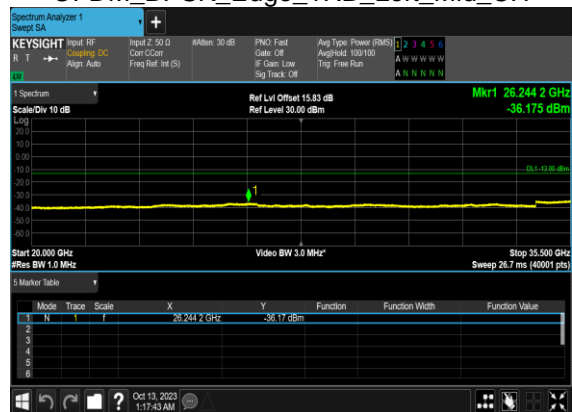 Spectrum Analyzer 1
Swept SA
KEYSIGHT Input: RF Input Z: 50 Ω #Atten: 30 dB PNO: Fast Avg Type: Power (RMS) 1 2 3 4 5 6
R T Coupling: DC Corr CCorr Gate: Off Avg|Hold: 100/100 A W W W W W
Align: Auto Freq Ref: Int (S) IF Gain: Low Trig: Free Run
LW Sig Track: Off A N N N N N
1 Spectrum Ref Lvl Offset 15.83 dB Mkr1 26.244 2 GHz
Scale/Div 10 dB Ref Level 30.00 dBm -36.175 dBm
Log
20.0
10.0
0.00
-10.0 DL1 -13.00 dBm
-20.0
-30.0 1
-40.0
-50.0
-60.0
Start 20.000 GHz Video BW 3.0 MHz* Stop 35.500 GHz
#Res BW 1.0 MHz Sweep 26.7 ms (40001 pts)
5 Marker Table
Mode Trace Scale X Y Function Function Width Function Value
1 N 1 f 26.244 2 GHz -36.17 dBm
2
3
4
5
6
? Oct 13, 2023
1:17:43 AM